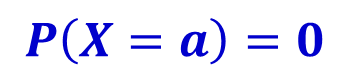 P(X = a) = 0